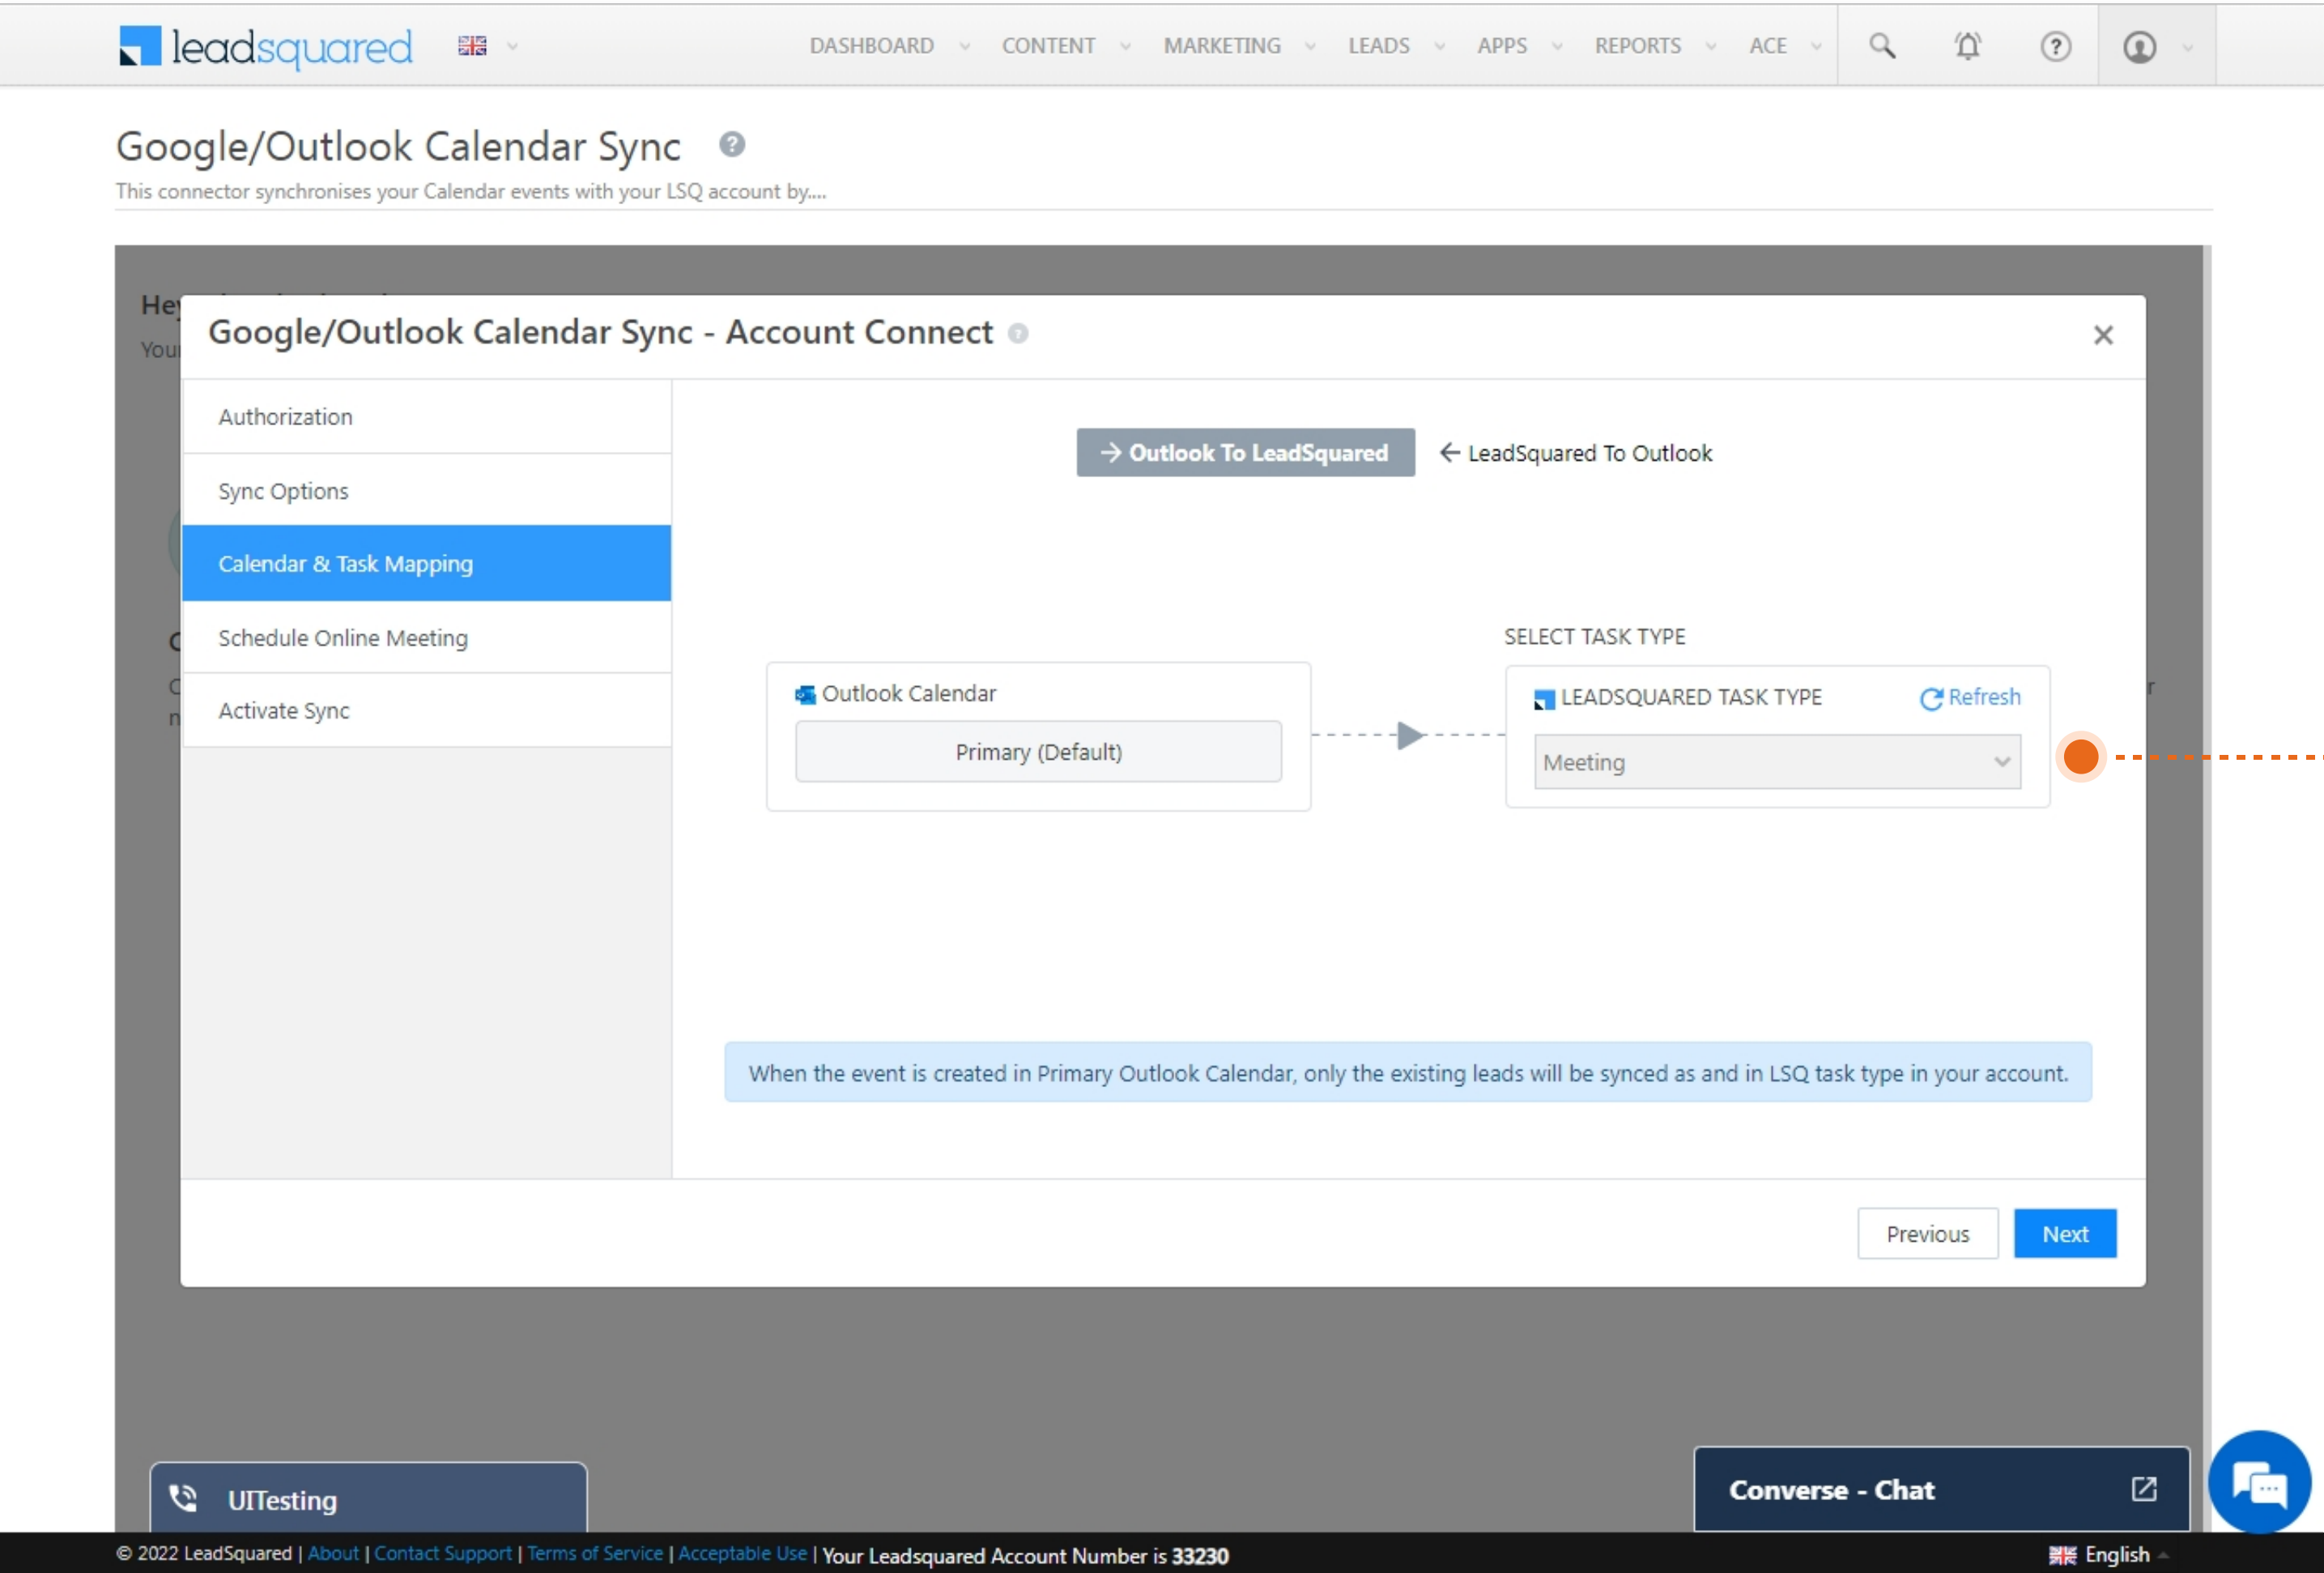 leadsquared
DASHBOARD CONTENT MARKETING LEADS APPS REPORTS ACE
Google/Outlook Calendar Sync ?
This connector synchronises your Calendar events with your LSQ account by....
Google/Outlook Calendar Sync - Account Connect ?
Authorization
Sync Options
Calendar & Task Mapping
Schedule Online Meeting
Activate Sync
→ Outlook To LeadSquared ← LeadSquared To Outlook
SELECT TASK TYPE
Outlook Calendar
Primary (Default)
LEADSQUARED TASK TYPE Refresh
Meeting
When the event is created in Primary Outlook Calendar, only the existing leads will be synced as and in LSQ task type in your account.
Previous Next
UITesting
Converse - Chat
© 2022 LeadSquared | About | Contact Support | Terms of Service | Acceptable Use | Your Leadsquared Account Number is 33230
English